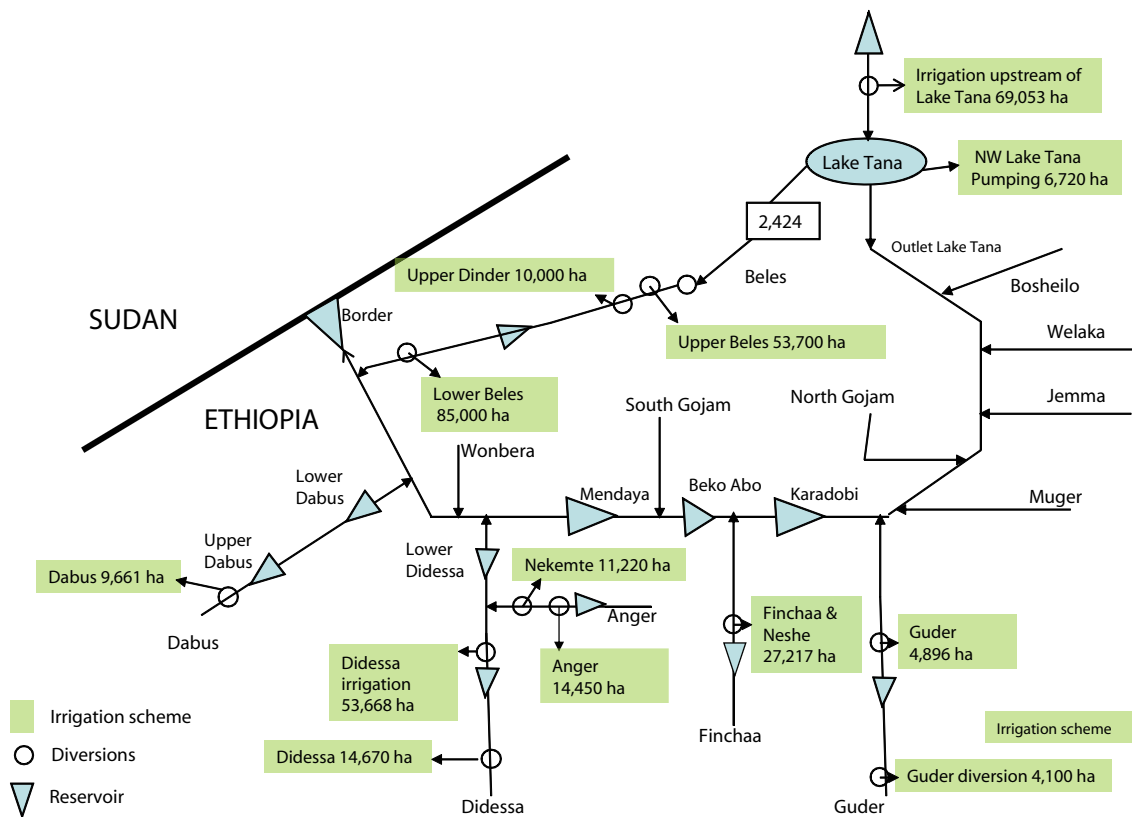 Irrigation upstream of
Lake Tana 69,053 ha
Lake Tana
NW Lake Tana
Pumping 6,720 ha
2,424
Outlet Lake Tana
Upper Dinder 10,000 ha
Beles
Bosheilo
SUDAN
Border
Upper Beles 53,700 ha
Welaka
Lower Beles
85,000 ha
ETHIOPIA
South Gojam
North Gojam
Jemma
Wonbera
Lower
Dabus
Mendaya
Beko Abo
Karadobi
Muger
Upper
Dabus
Lower
Didessa
Nekemte 11,220 ha
Dabus 9,661 ha
Anger
Dabus
Finchaa &
Neshe
27,217 ha
Guder
4,896 ha
Didessa
irrigation
53,668 ha
Anger
14,450 ha
Irrigation scheme
Irrigation scheme
Diversions
Didessa 14,670 ha
Finchaa
Guder diversion 4,100 ha
Reservoir
Didessa
Guder